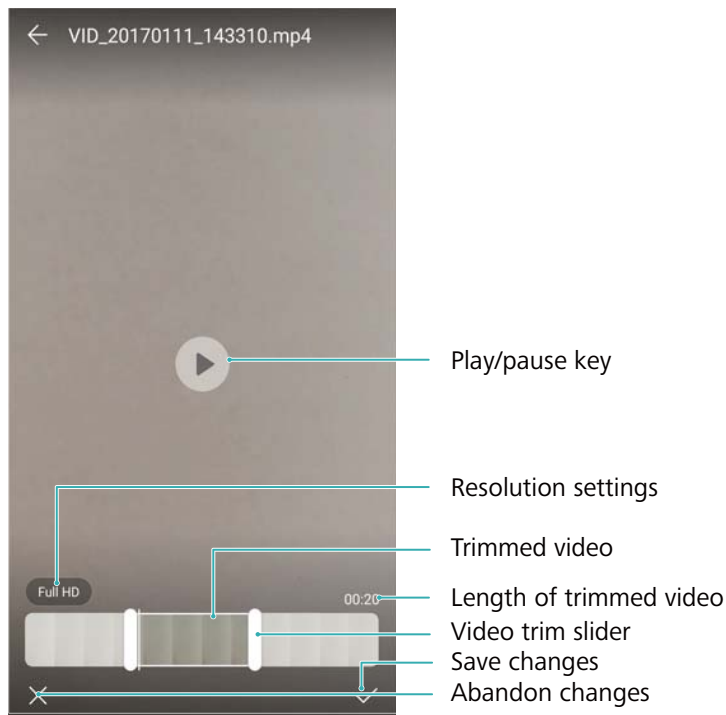 VID_20170111_143310.mp4
Play/pause key
Resolution settings
Trimmed video
Full HD
00:20
Length of trimmed video
Video trim slider
Save changes
Abandon changes